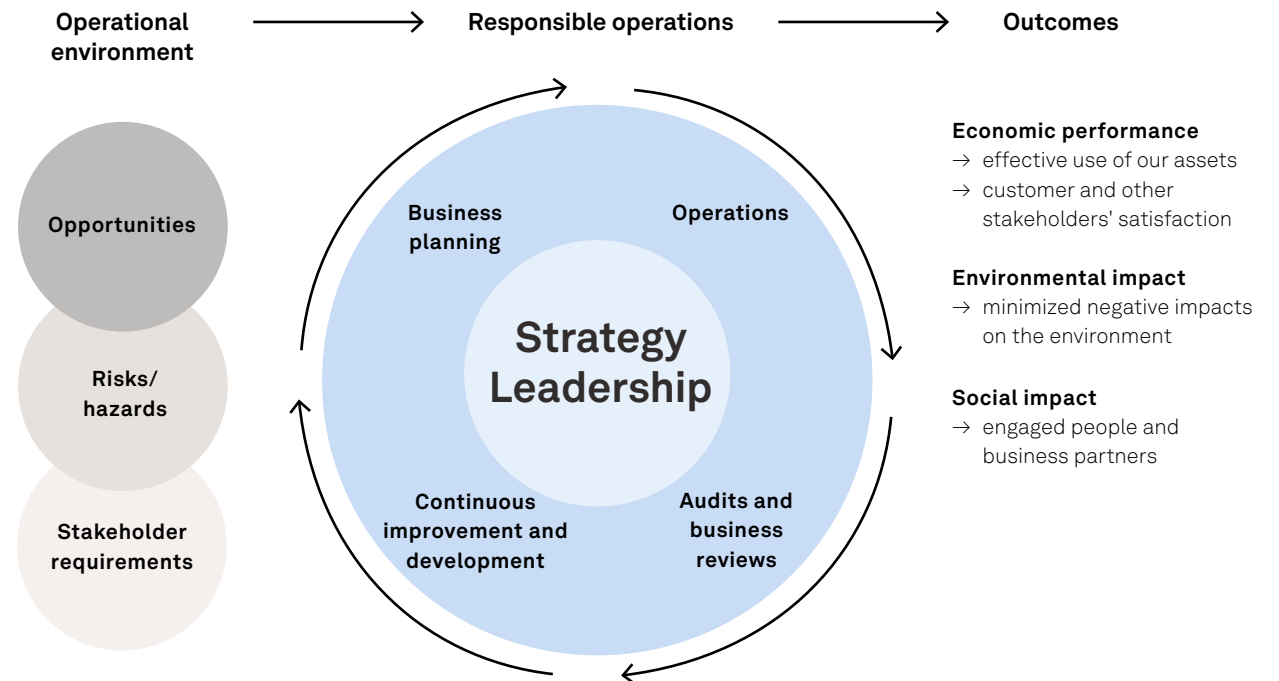 Operational
environment
Responsible operations
Outcomes
Opportunities
Risks/
hazards
Stakeholder
requirements
Business
planning
Operations
Strategy
Leadership
Continuous
improvement and
development
Audits and
business
reviews
Economic performance
→ effective use of our assets
→ customer and other
stakeholders' satisfaction
Environmental impact
→ minimized negative impacts
on the environment
Social impact
→ engaged people and
business partners